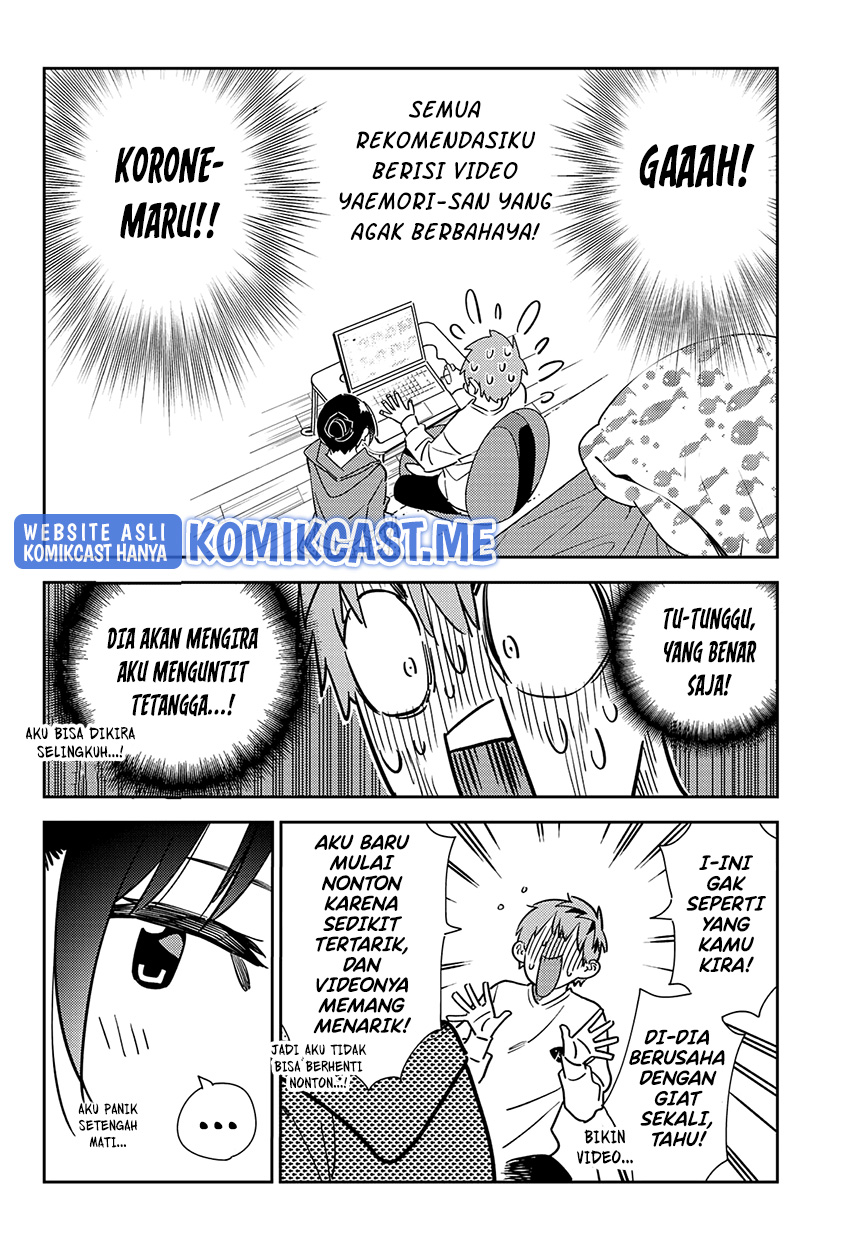 GAAAH!
SEMUA
REKOMENDASIKU
BERISI VIDEO
YAEMORI-SAN YANG
AGAK BERBAHAYA!
KORONE-
MARU!!
WEBSITE ASLI
KOMIKCAST HANYA
KOMIKCAST.ME
TU-TUNGGU,
YANG BENAR
SAJA!
DIA AKAN MENGIRA
AKU MENGUNTIT
TETANGGA...!
AKU BISA DIKIRA
SELINGKUH...!
I-INI
GAK
SEPERTI
YANG
KAMU
KIRA!
DI-DIA
BERUSAHA
DENGAN
GIAT
SEKALI,
TAHU!
BIKIN
VIDEO...
AKU BARU
MULAI
NONTON
KARENA
SEDIKIT
TERTARIK,
DAN
VIDEONYA
MEMANG
MENARIK!
JADI AKU TIDAK
BISA BERHENTI
NONTON...!
...
AKU PANIK
SETENGAH
MATI...